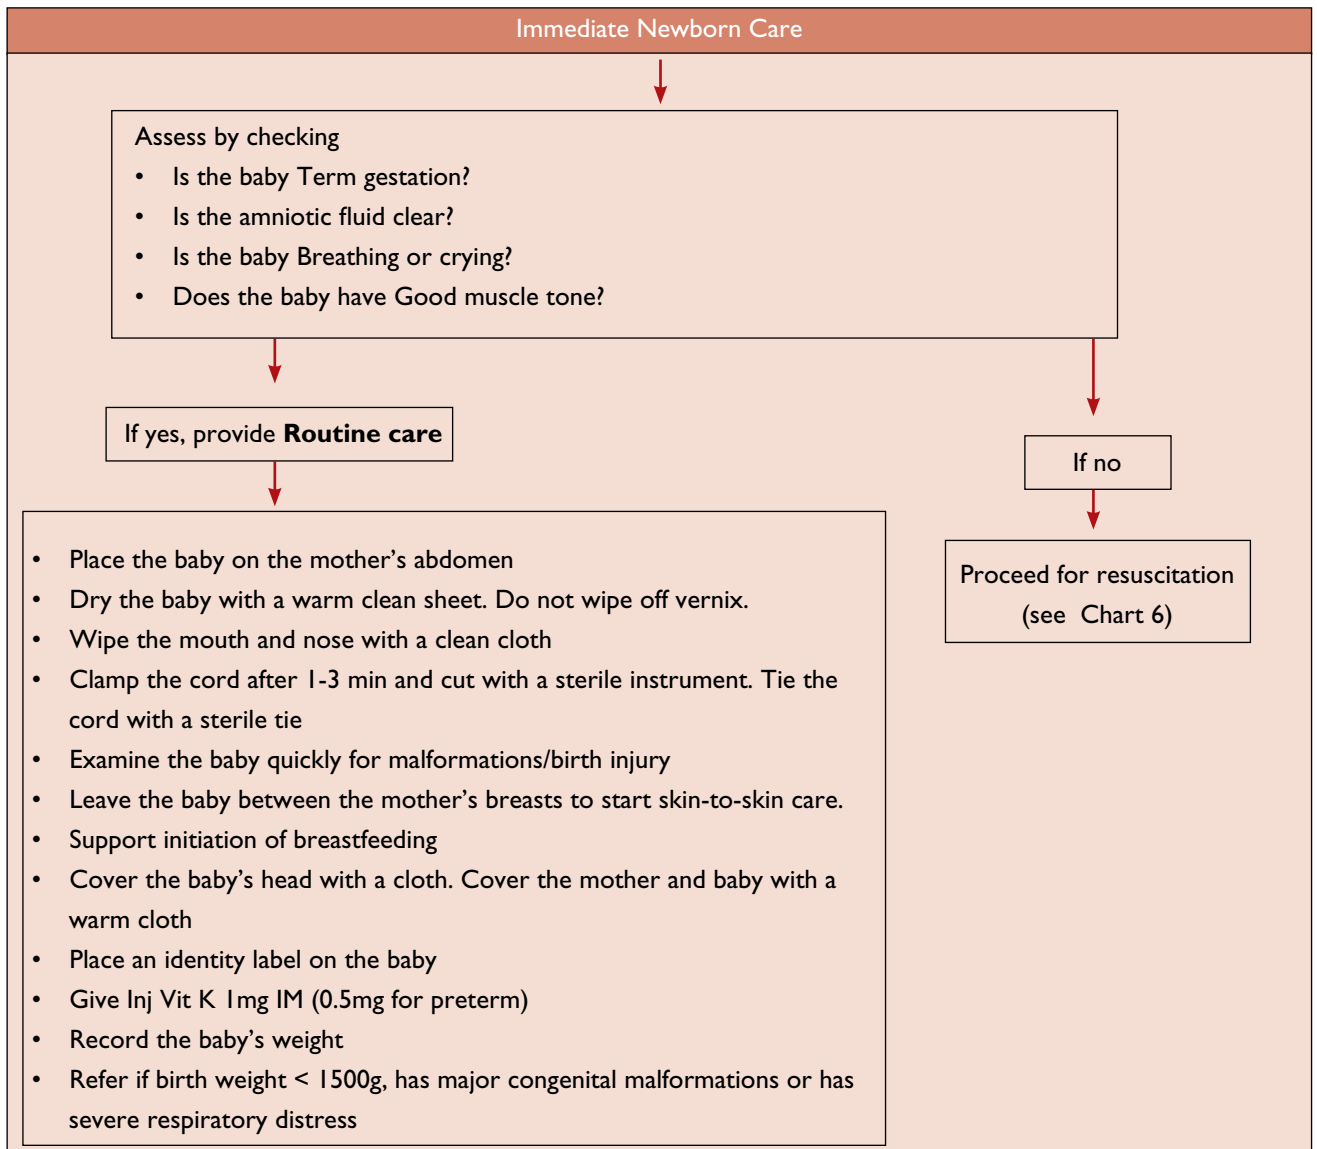 Immediate Newborn Care
Assess by checking
• Is the baby Term gestation?
• Is the amniotic fluid clear?
• Is the baby Breathing or crying?
• Does the baby have Good muscle tone?
If yes, provide Routine care
• Place the baby on the mother's abdomen
• Dry the baby with a warm clean sheet. Do not wipe off vernix.
• Wipe the mouth and nose with a clean cloth
• Clamp the cord after 1-3 min and cut with a sterile instrument. Tie the
cord with a sterile tie
• Examine the baby quickly for malformations/birth injury
• Leave the baby between the mother's breasts to start skin-to-skin care.
• Support initiation of breastfeeding
• Cover the baby's head with a cloth. Cover the mother and baby with a
warm cloth
• Place an identity label on the baby
• Give Inj Vit K 1mg IM (0.5mg for preterm)
• Record the baby's weight
• Refer if birth weight < 1500g, has major congenital malformations or has
severe respiratory distress
If no
Proceed for resuscitation
(see Chart 6)